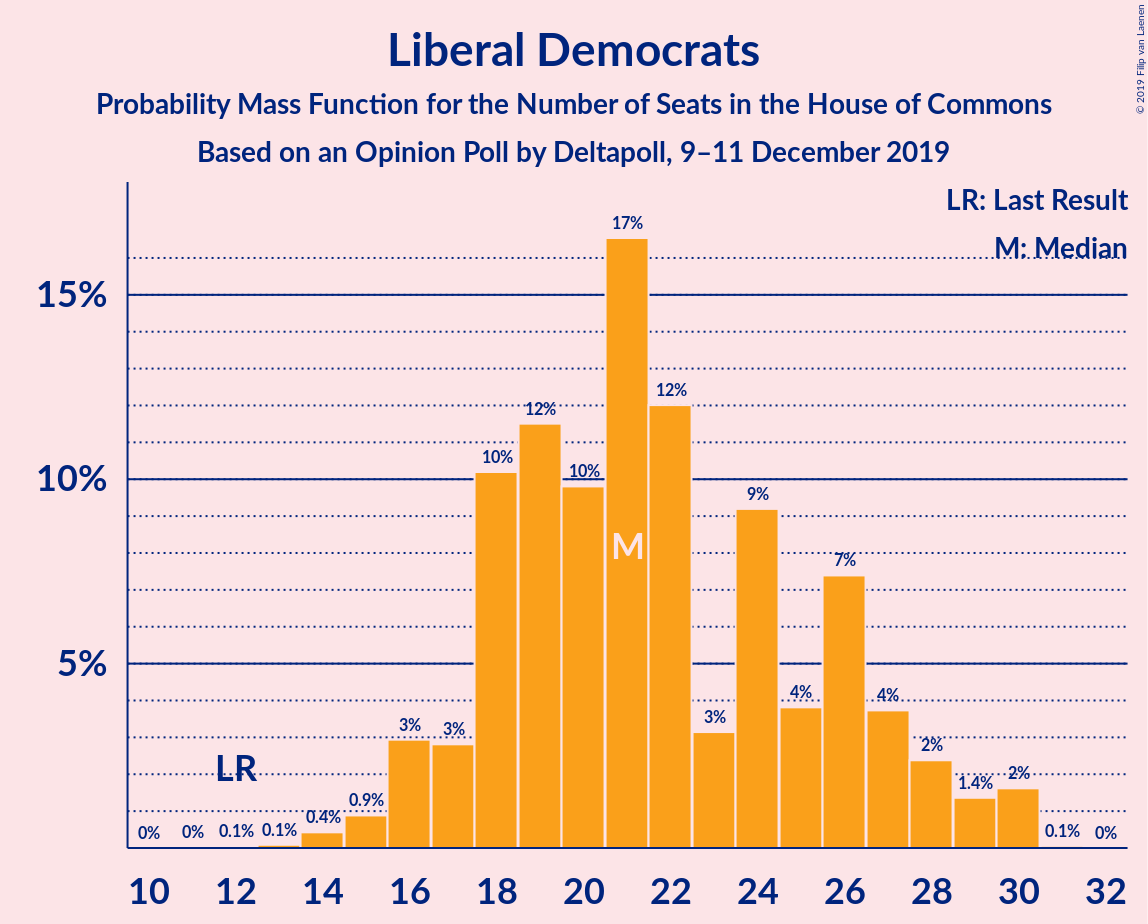 Liberal Democrats
Probability Mass Function for the Number of Seats in the House of Commons
Based on an Opinion Poll by Deltapoll, 9–11 December 2019
© 2019 Filip van Laenen
LR: Last Result
M: Median
15%
10%
5%
0% 0% 0.1% 0.1% 0.4% 0.9% 3% 3% 10% 12% 10% 17% 12% 3% 9% 4% 7% 4% 2% 1.4% 2% 0.1% 0%
LR
M
10 12 14 16 18 20 22 24 26 28 30 32